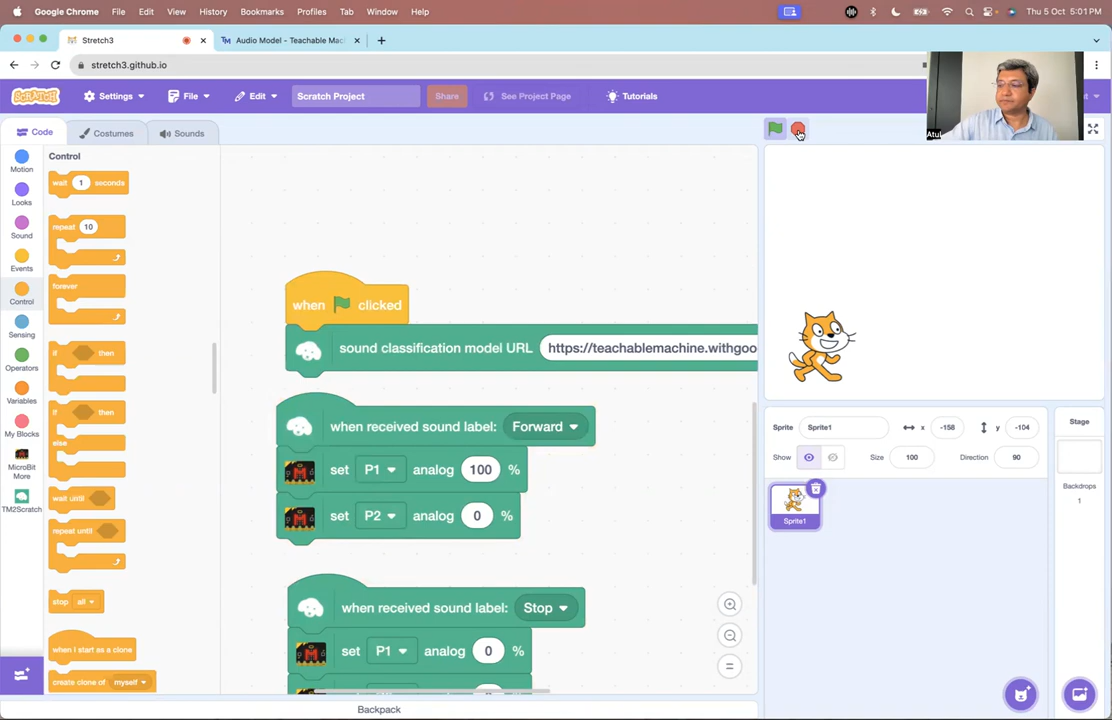 Google Chrome File Edit View History Bookmarks Profiles Tab Window Help Thu 5 Oct 5:01 PM
Stretch3 Audio Model - Teachable Mac
stretch3.github.io
SCRATCH Settings File Edit Scratch Project Share See Project Page Tutorials
Code Costumes Sounds
Atul
Motion
Looks
Sound
Events
Control
Sensing
Operators
Variables
My Blocks
MicroBit
More
TM2Scratch
Control
wait 1 seconds
repeat 10
forever
if then
if then
else
wait until
repeat until
stop all
when I start as a clone
create clone of myself
when clicked
sound classification model URL https://teachablemachine.withgoo
when received sound label: Forward
set P1 analog 100 %
set P2 analog 0 %
when received sound label: Stop
set P1 analog 0 %
Sprite Sprite1 x -158 y -104
Show Size 100 Direction 90
Sprite1
Stage
Backdrops
1
Backpack